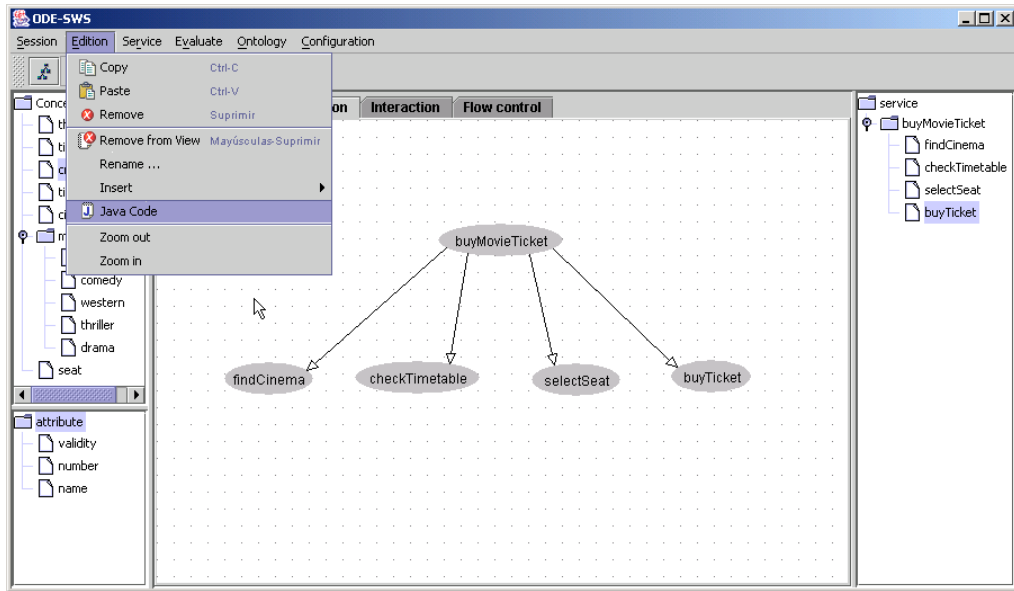 ODE-SWS
Session Edition Service Evaluate Ontology Configuration
Copy Ctrl-C
Paste Ctrl-V
Remove Suprimir
Remove from View Mayúsculas-Suprimir
Rename ...
Insert
Java Code
Zoom out
Zoom in
Conce
comedy
western
thriller
drama
seat
attribute
validity
number
name
on Interaction Flow control
buyMovieTicket
findCinema checkTimetable selectSeat buyTicket
service
buyMovieTicket
findCinema
checkTimetable
selectSeat
buyTicket